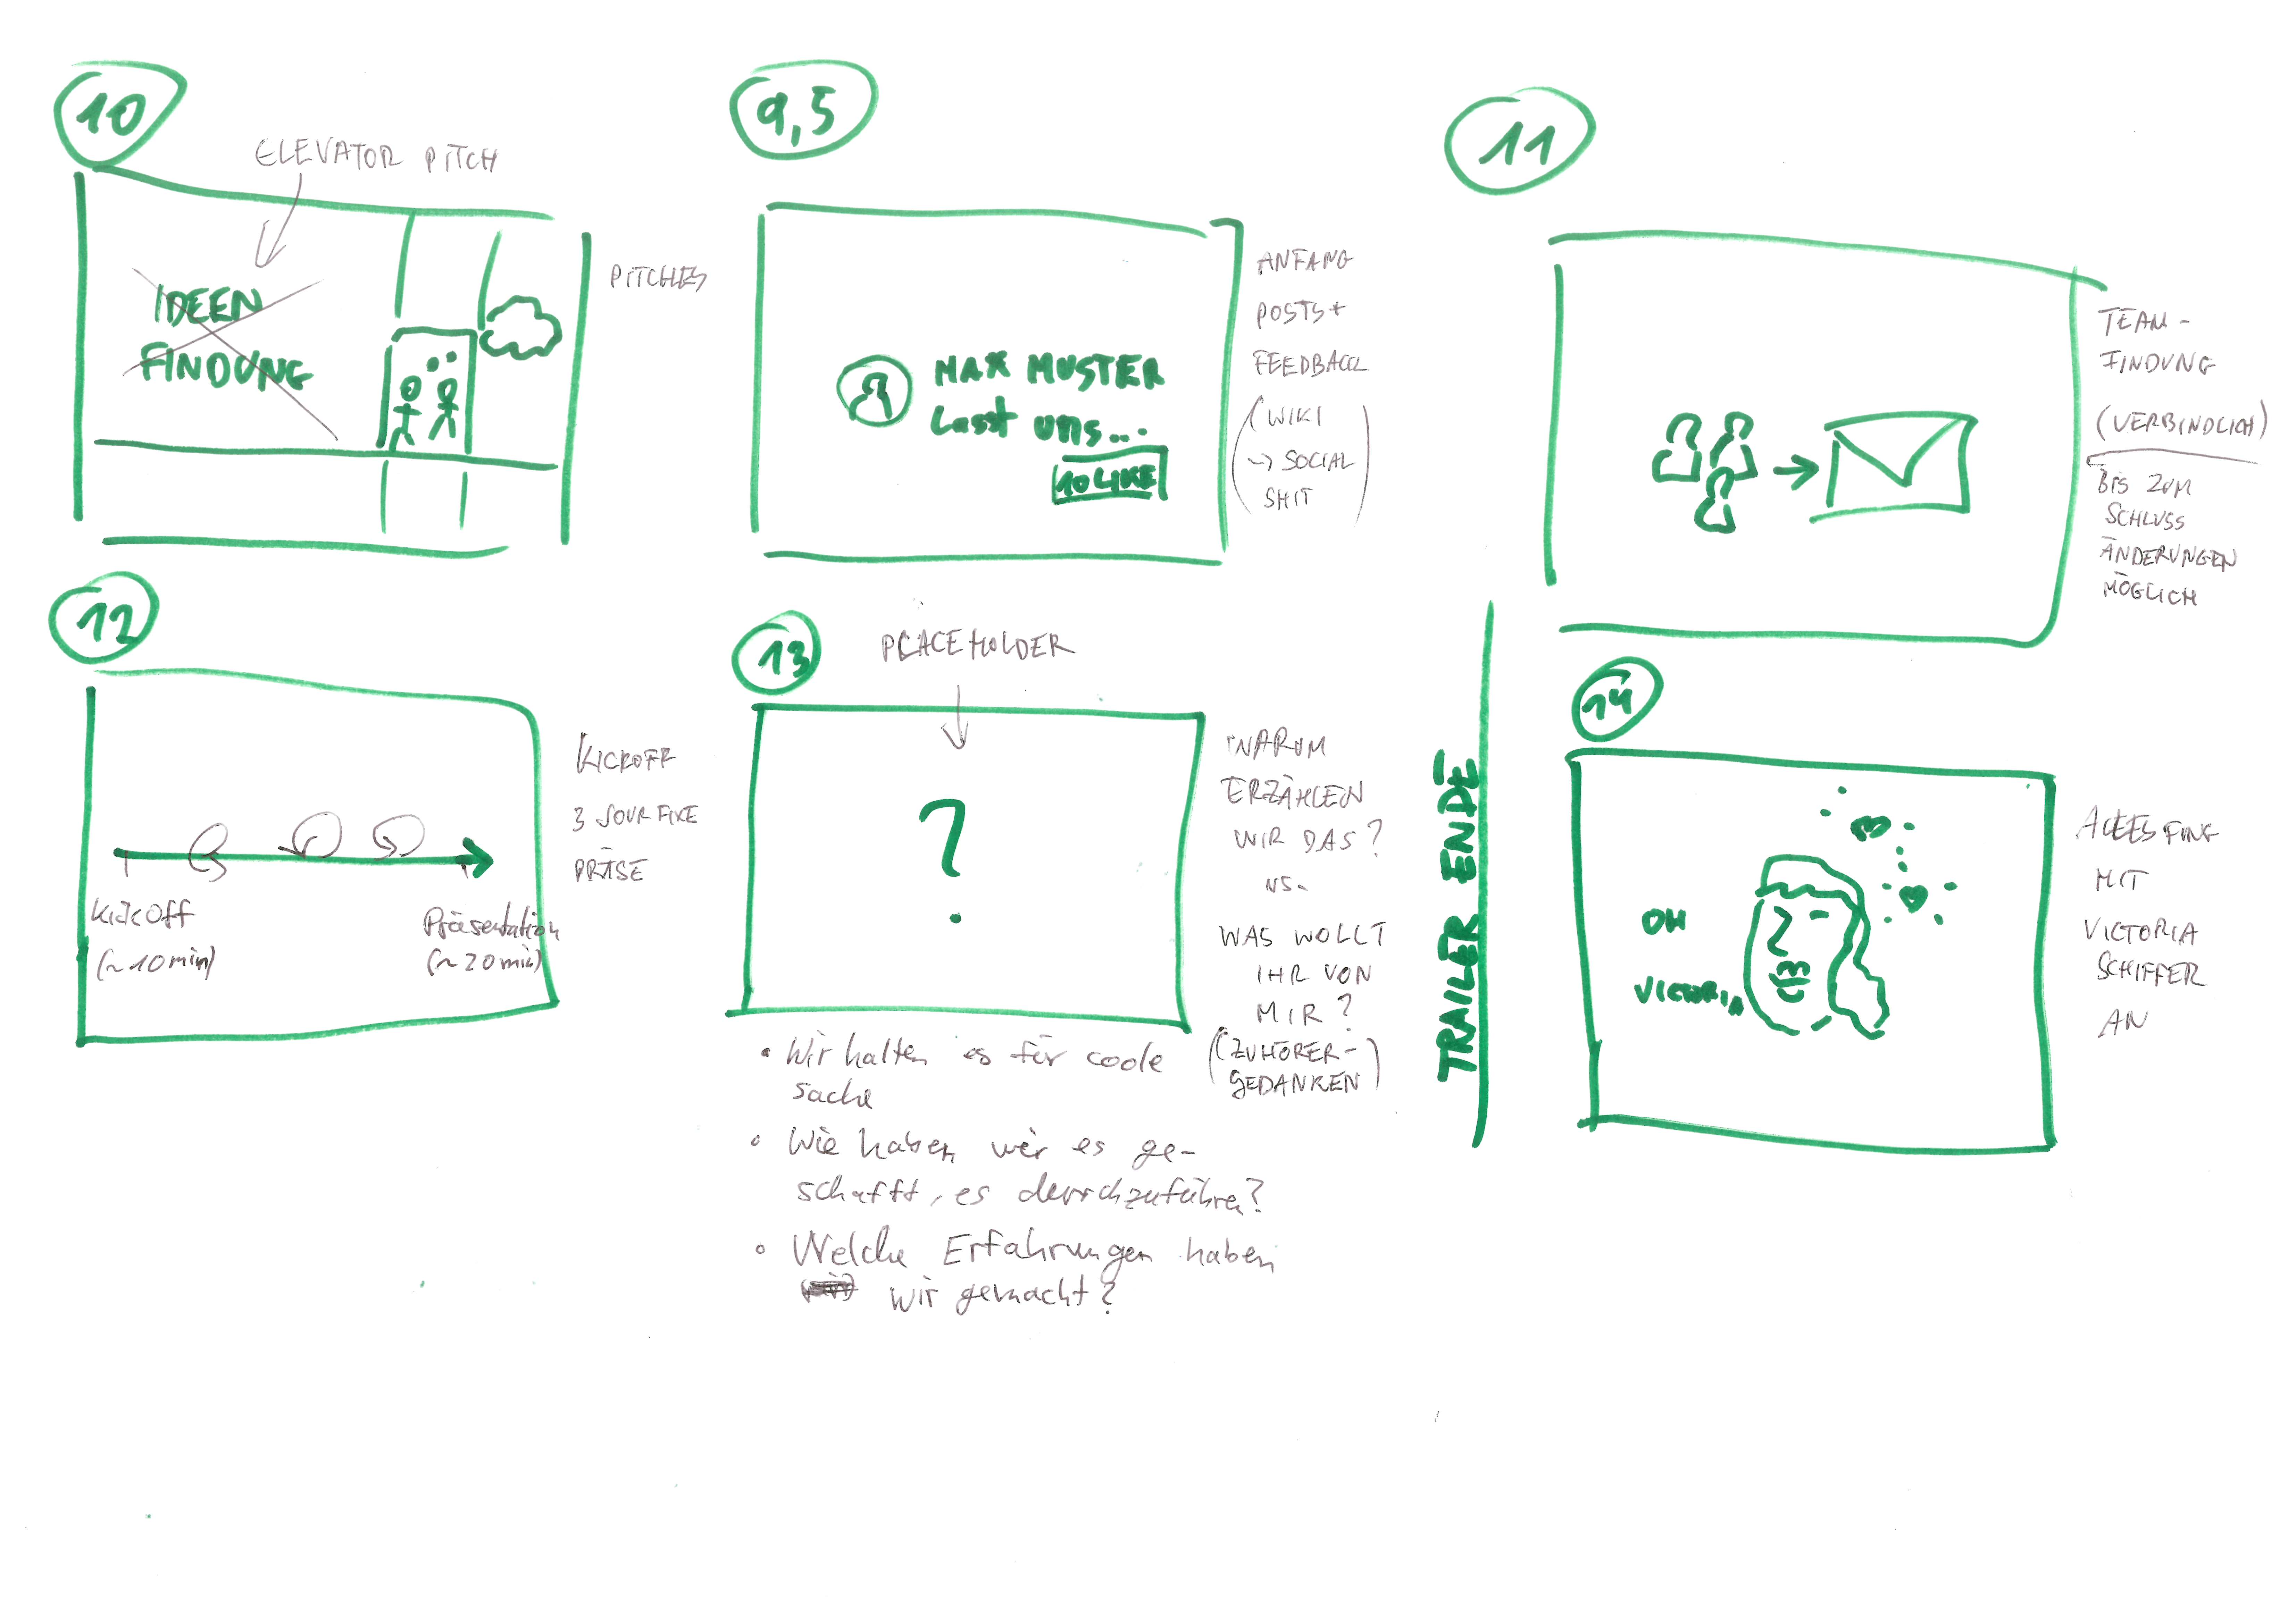 10
ELEVATOR PITCH
IDEEN
FINDUNG
PITCHES
9,5
MAX MUSTER
Lasst uns...
10 LIKE
ANFANG
POSTS +
FEEDBACK
(WIKI
→ SOCIAL
SHIT)
11
TEAM-
FINDUNG
(VERBINDLICH)
BIS ZUM
SCHLUSS
ÄNDERUNGEN
MÖGLICH
12
Kickoff
(~10min)
Präsentation
(~20min)
KICKOFF
3 JOUR FIXE
PRÄSE
13
PLACEHOLDER
?
WARUM
ERZÄHLEN
WIR DAS?
VS.
WAS WOLLT
IHR VON
MIR?
(ZUHÖRER-
GEDANKEN)
• Wir halten es für coole
Sache
• Wie haben wir es ge-
schafft, es durchzuführen?
• Welche Erfahrungen haben
wir gemacht?
TRAILER ENDE
14
OH
VICTORIA
ALLES FING
MIT
VICTORIA
SCHIFFER
AN